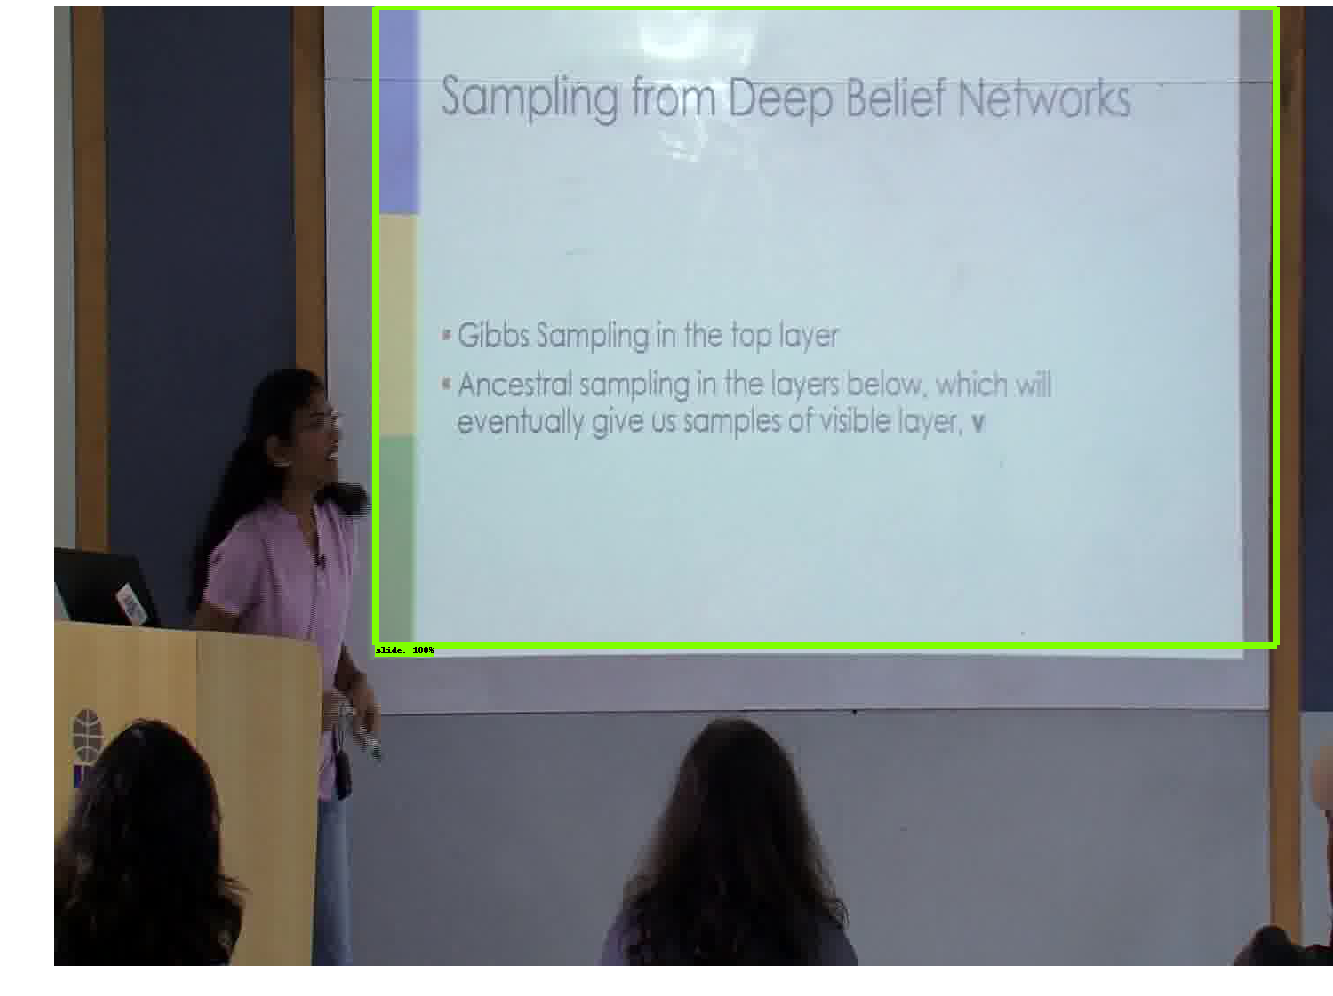 Sampling from Deep Belief Networks
▪ Gibbs Sampling in the top layer
▪ Ancestral sampling in the layers below, which will
eventually give us samples of visible layer, v
slide. 100%